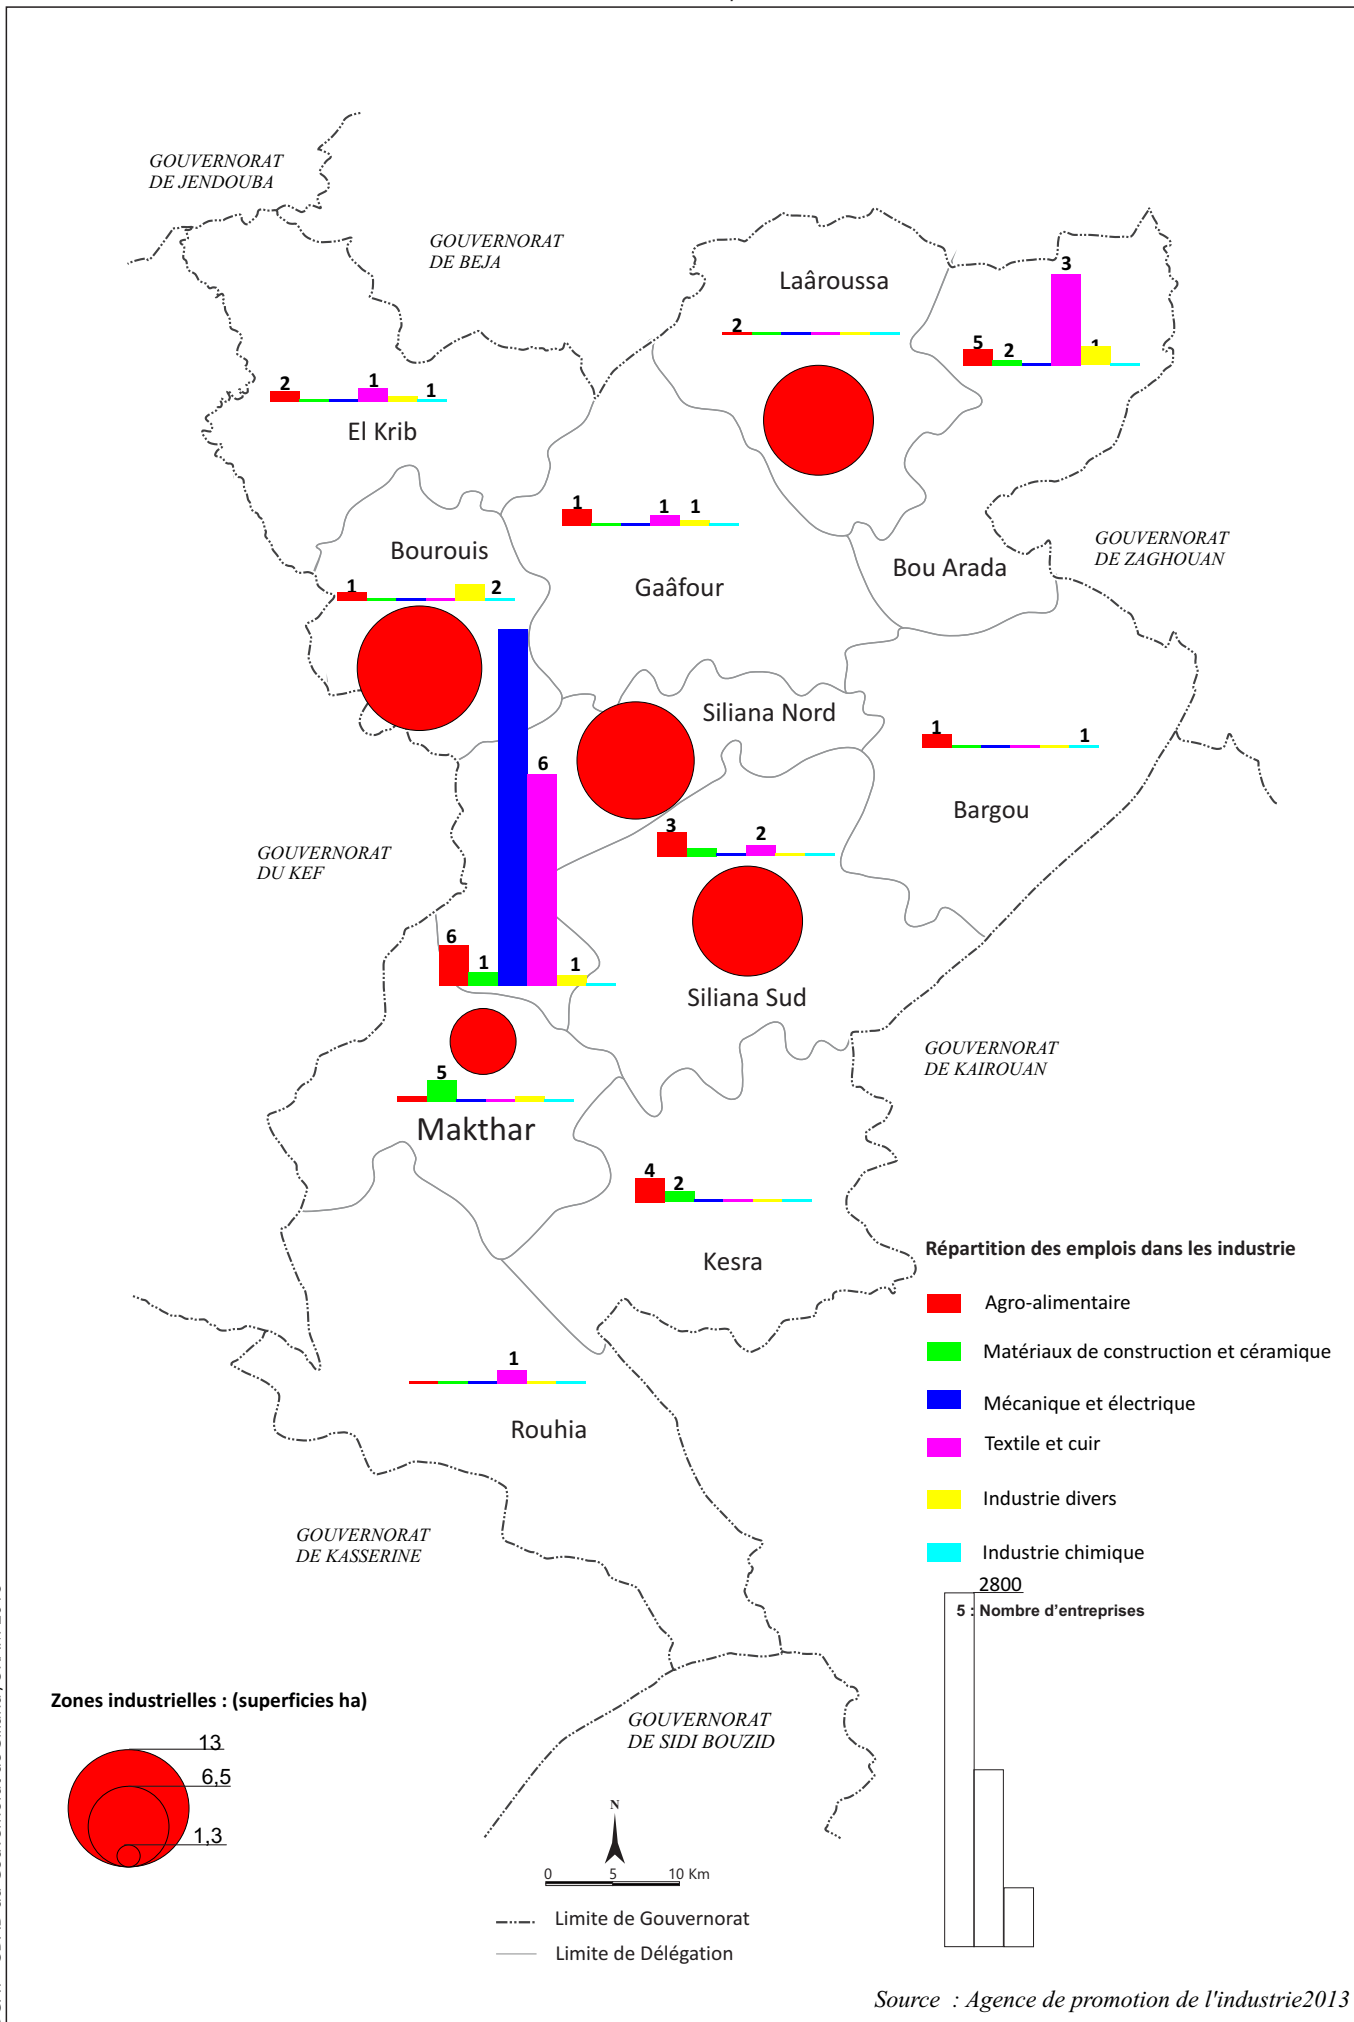 GOUVERNORAT
DE JENDOUBA
GOUVERNORAT
DE BEJA
Laâroussa
2
3
5
2
1
2
1
1
El Krib
1
1
1
Bourouis
Gaâfour
Bou Arada
GOUVERNORAT
DE ZAGHOUAN
1
2
Siliana Nord
1
1
Bargou
6
3
2
GOUVERNORAT
DU KEF
6
1
1
Siliana Sud
GOUVERNORAT
DE KAIROUAN
5
Makthar
4
2
Kesra
1
Rouhia
Répartition des emplois dans les industrie
Agro-alimentaire
Matériaux de construction et céramique
Mécanique et électrique
Textile et cuir
Industrie divers
Industrie chimique
2800
5 : Nombre d'entreprises
GOUVERNORAT
DE KASSERINE
GOUVERNORAT
DE SIDI BOUZID
Zones industrielles : (superficies ha)
13
6,5
1,3
N
0 5 10 Km
Limite de Gouvernorat
Limite de Délégation
Source : Agence de promotion de l'industrie2013